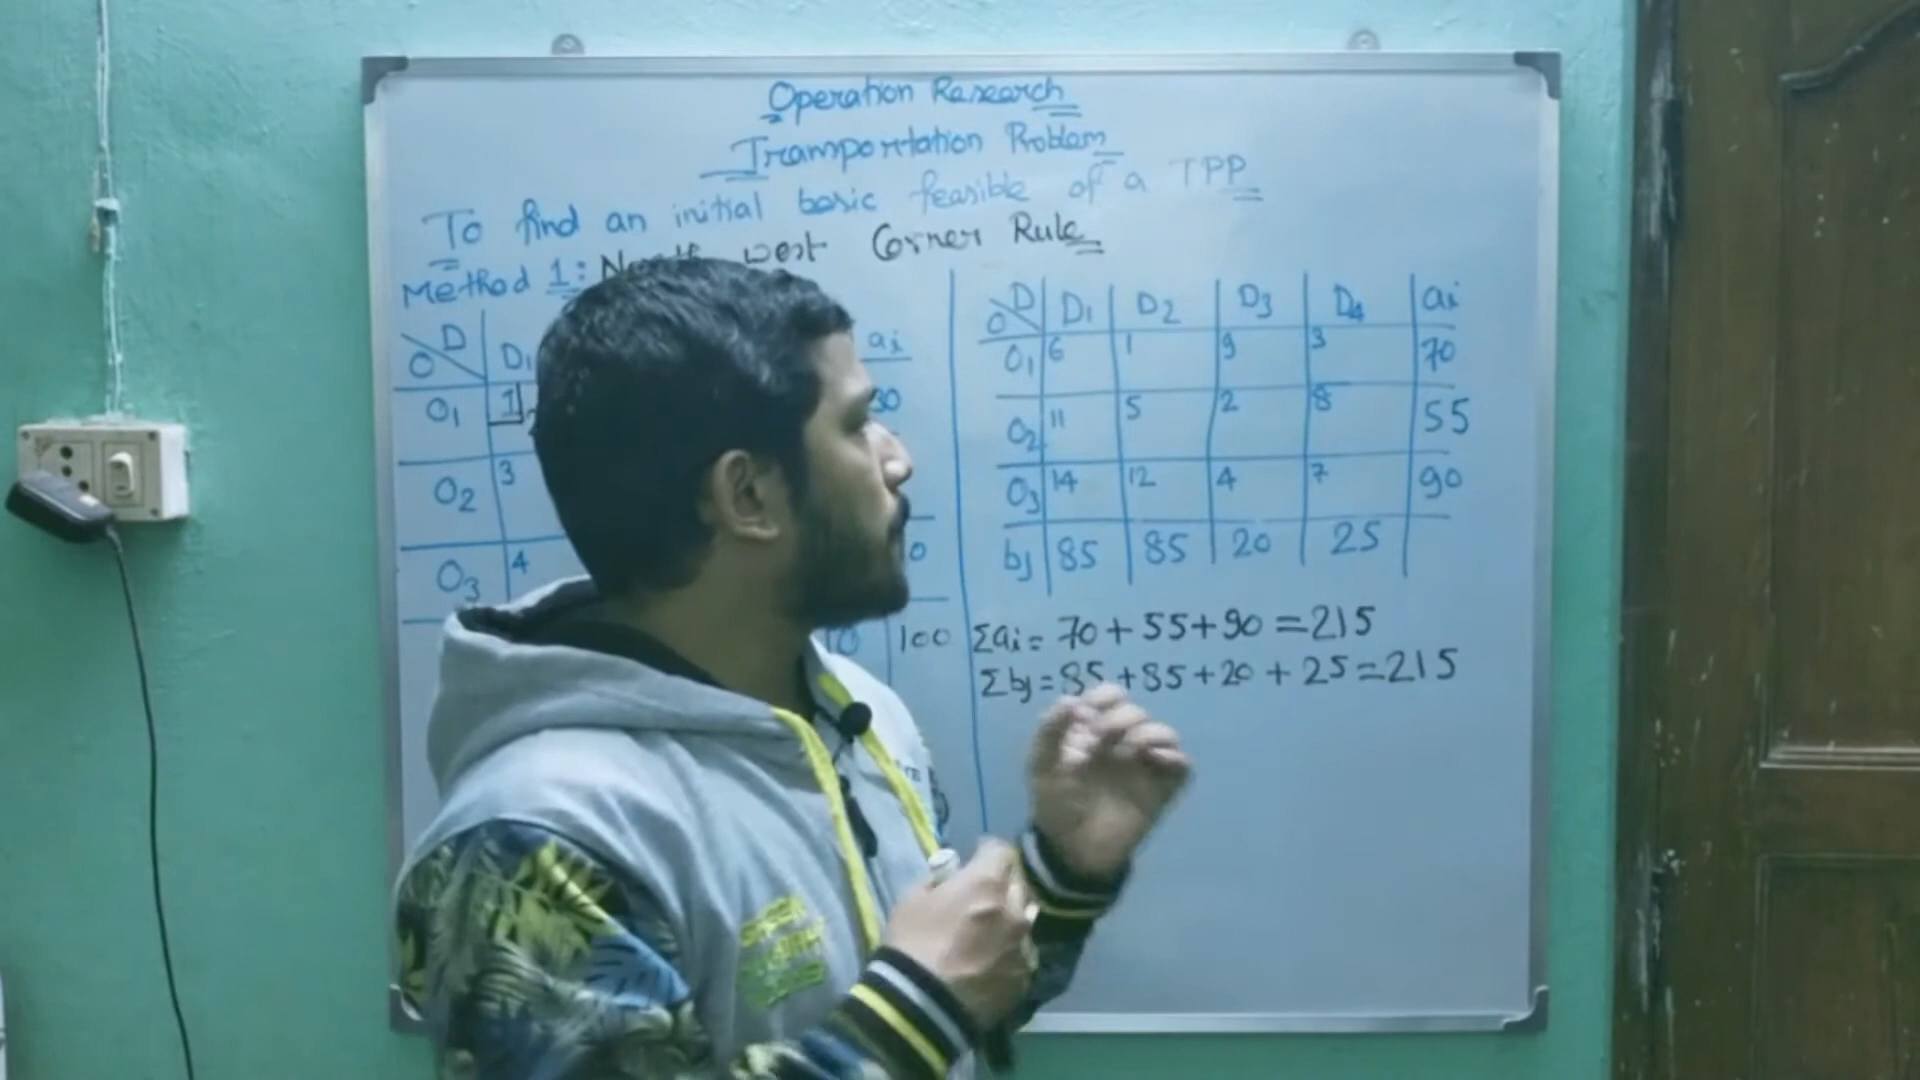 Operation Research
Transportation Problem
To find an initial basic feasible of a TPP
Method 1: North west Corner Rule
O D D1 ai
O1 1 30
O2 3
O3 4 0
10 100
O D D1 D2 D3 D4 ai
O1 6 1 9 3 70
O2 11 5 2 8 55
O3 14 12 4 7 90
bj 85 85 20 25
Σai = 70 + 55 + 90 = 215
Σbj = 85 + 85 + 20 + 25 = 215